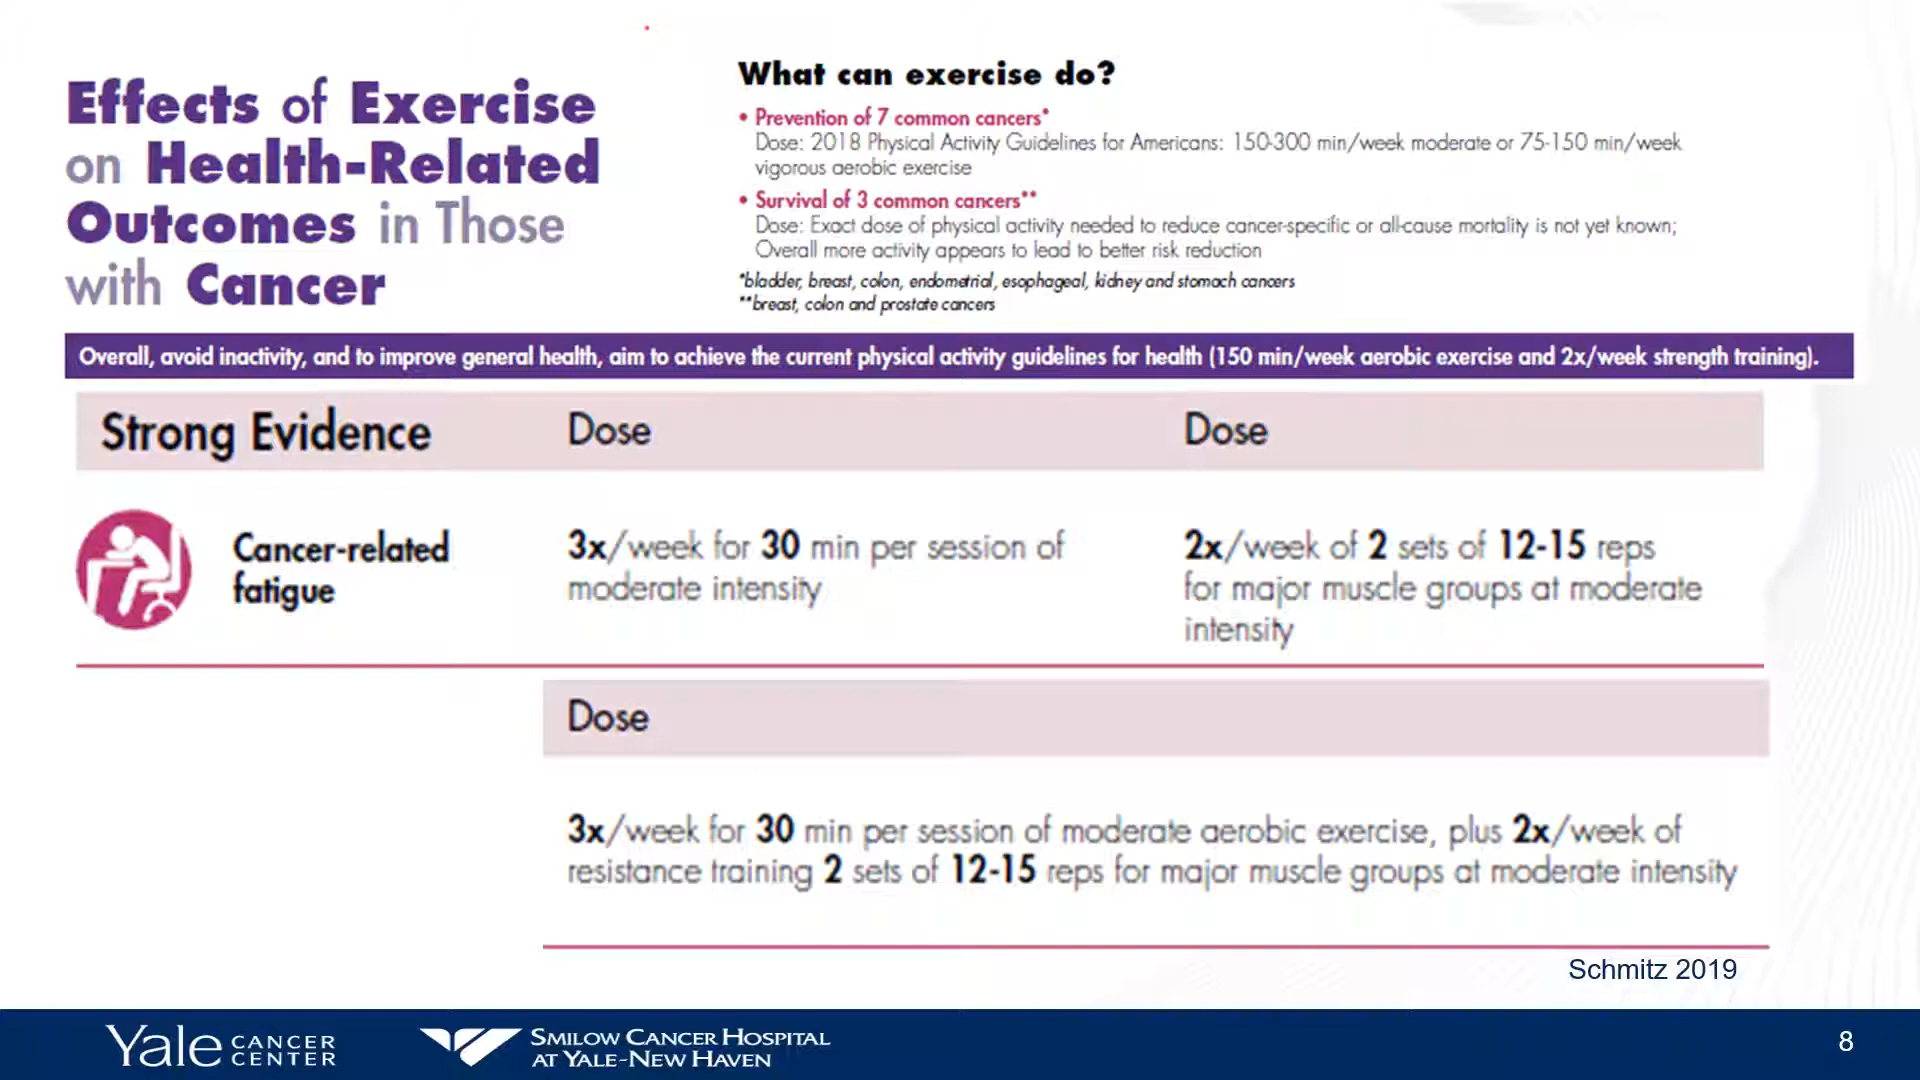 Effects of Exercise
on Health-Related
Outcomes in Those
with Cancer
What can exercise do?
• Prevention of 7 common cancers*
Dose: 2018 Physical Activity Guidelines for Americans: 150-300 min/week moderate or 75-150 min/week
vigorous aerobic exercise
• Survival of 3 common cancers**
Dose: Exact dose of physical activity needed to reduce cancer-specific or all-cause mortality is not yet known;
Overall more activity appears to lead to better risk reduction
*bladder, breast, colon, endometrial, esophageal, kidney and stomach cancers
**breast, colon and prostate cancers
Overall, avoid inactivity, and to improve general health, aim to achieve the current physical activity guidelines for health (150 min/week aerobic exercise and 2x/week strength training).
Strong Evidence
Dose
Dose
Cancer-related
fatigue
3x/week for 30 min per session of
moderate intensity
2x/week of 2 sets of 12-15 reps
for major muscle groups at moderate
intensity
Dose
3x/week for 30 min per session of moderate aerobic exercise, plus 2x/week of
resistance training 2 sets of 12-15 reps for major muscle groups at moderate intensity
Schmitz 2019
Yale CANCER
CENTER
SMILOW CANCER HOSPITAL
AT YALE-NEW HAVEN
8